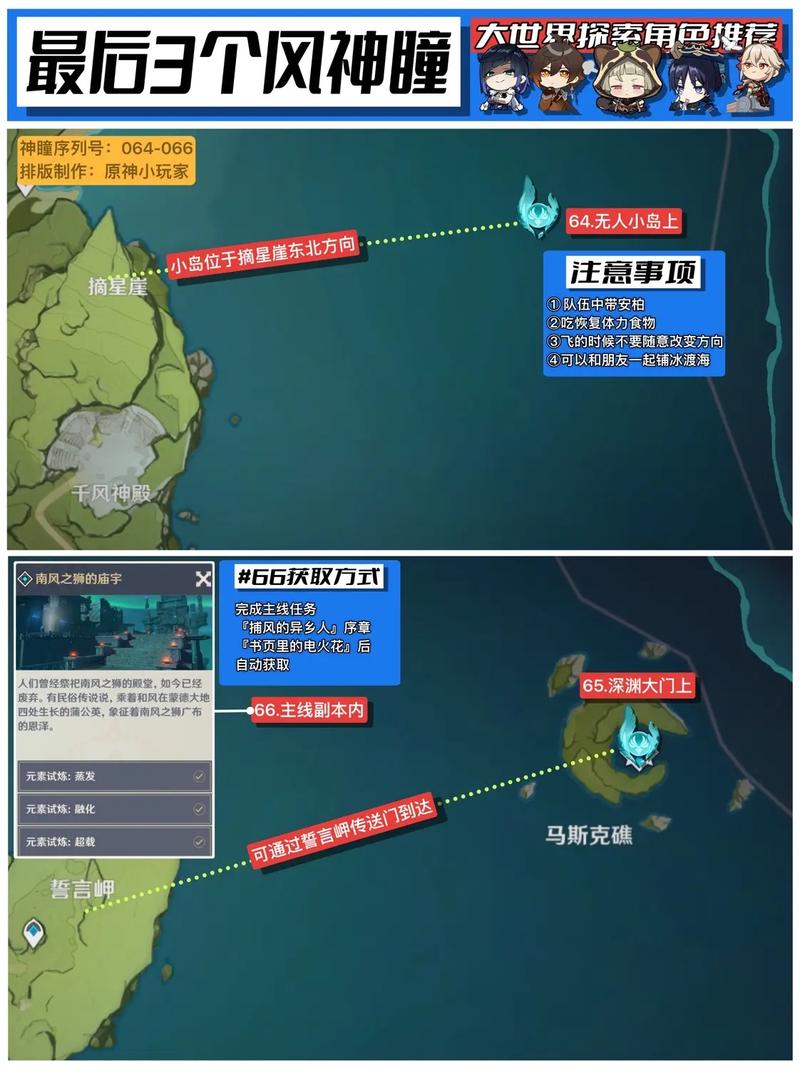 最后3个风神瞳
大世界探索角色推荐
神瞳序列号：064-066
排版制作：原神小玩家
64.无人小岛上
小岛位于摘星崖东北方向
摘星崖
注意事项
①队伍中带安柏
②吃恢复体力食物
③飞的时候不要随意改变方向
④可以和朋友一起铺冰渡海
千风神殿
南风之狮的庙宇
#66获取方式
完成主线任务
『捕风的异乡人』序章
『书页里的电火花』后
自动获取
人们曾经祭祀南风之狮的殿堂，如今已经
废弃。有民俗传说说，乘着和风在蒙德大地
四处生长的蒲公英，象征着南风之狮广布
的恩泽。
66.主线副本内
65.深渊大门上
元素试炼: 蒸发
元素试炼: 融化
元素试炼: 超载
可通过誓言岬传送门到达
马斯克礁
誓言岬